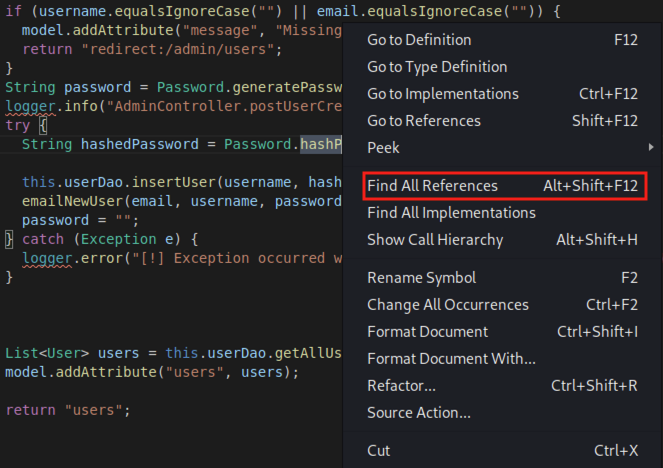 if (username.equalsIgnoreCase("") || email.equalsIgnoreCase("")) {
model.addAttribute("message", "Missing
return "redirect:/admin/users";
}
String password = Password.generatePassw
logger.info("AdminController.postUserCre
try {
String hashedPassword = Password.hashP
this.userDao.insertUser(username, hash
emailNewUser(email, username, password
password = "";
} catch (Exception e) {
logger.error("[!] Exception occurred w
}
List<User> users = this.userDao.getAllUs
model.addAttribute("users", users);
return "users";
Go to Definition F12
Go to Type Definition
Go to Implementations Ctrl+F12
Go to References Shift+F12
Peek
Find All References Alt+Shift+F12
Find All Implementations
Show Call Hierarchy Alt+Shift+H
Rename Symbol F2
Change All Occurrences Ctrl+F2
Format Document Ctrl+Shift+I
Format Document With...
Refactor... Ctrl+Shift+R
Source Action...
Cut Ctrl+X